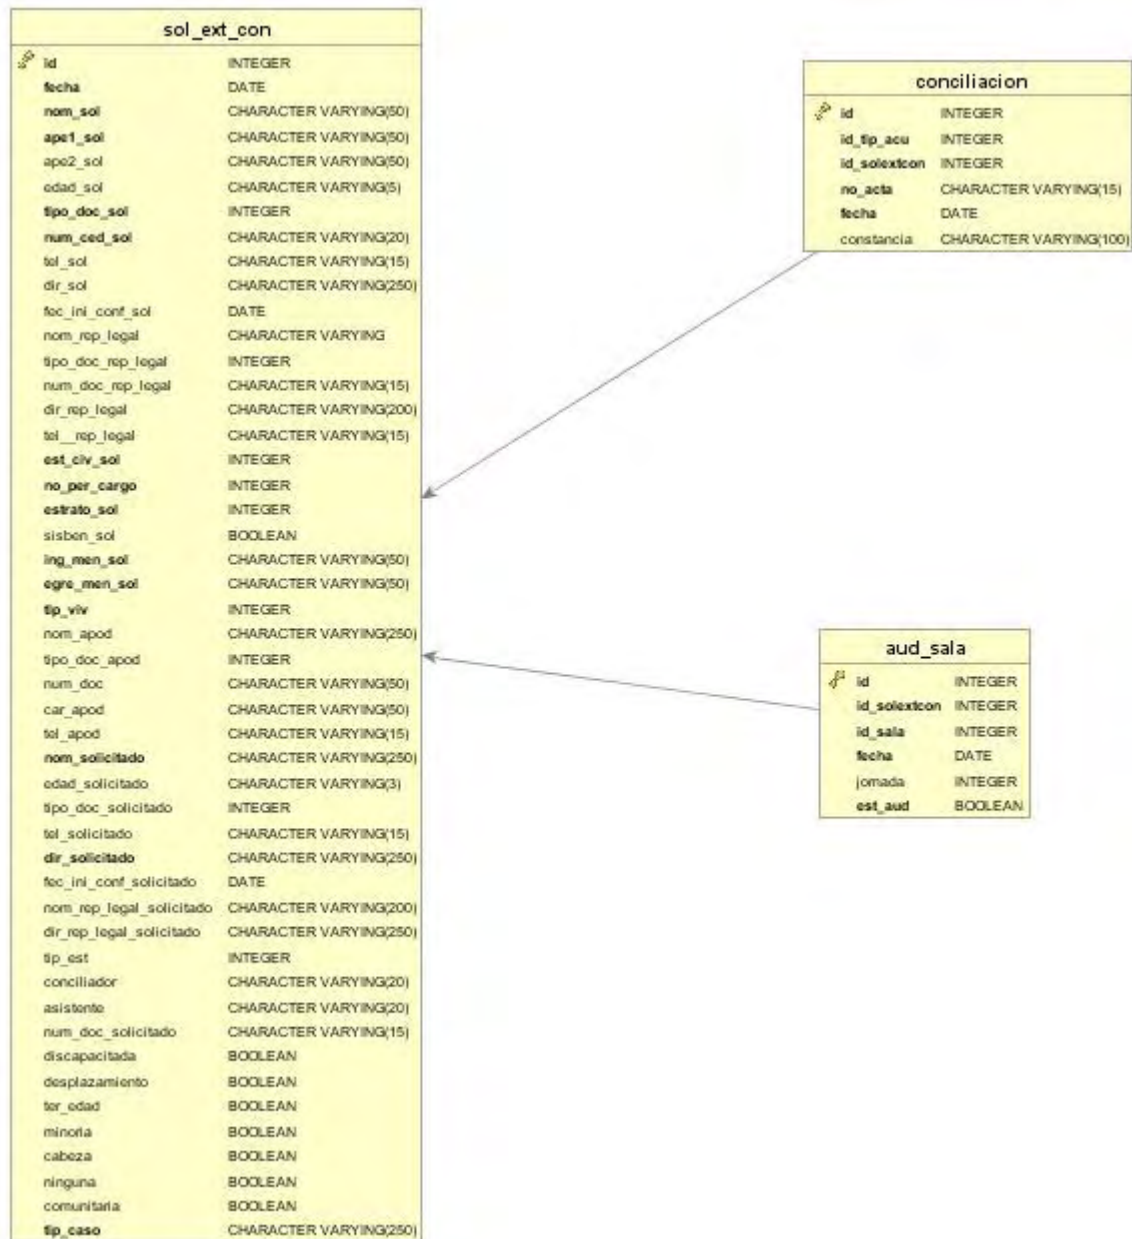 sol_ext_con
id INTEGER
fecha DATE
nom_sol CHARACTER VARYING(50)
ape1_sol CHARACTER VARYING(50)
ape2_sol CHARACTER VARYING(50)
edad_sol CHARACTER VARYING(5)
tipo_doc_sol INTEGER
num_ced_sol CHARACTER VARYING(20)
tel_sol CHARACTER VARYING(15)
dir_sol CHARACTER VARYING(250)
fec_ini_conf_sol DATE
nom_rep_legal CHARACTER VARYING
tipo_doc_rep_legal INTEGER
num_doc_rep_legal CHARACTER VARYING(15)
dir_rep_legal CHARACTER VARYING(200)
tel__rep_legal CHARACTER VARYING(15)
est_civ_sol INTEGER
no_per_cargo INTEGER
estrato_sol INTEGER
sisben_sol BOOLEAN
ing_men_sol CHARACTER VARYING(50)
egre_men_sol CHARACTER VARYING(50)
tip_viv INTEGER
nom_apod CHARACTER VARYING(250)
tipo_doc_apod INTEGER
num_doc CHARACTER VARYING(50)
car_apod CHARACTER VARYING(50)
tel_apod CHARACTER VARYING(15)
nom_solicitado CHARACTER VARYING(250)
edad_solicitado CHARACTER VARYING(3)
tipo_doc_solicitado INTEGER
tel_solicitado CHARACTER VARYING(15)
dir_solicitado CHARACTER VARYING(250)
fec_ini_conf_solicitado DATE
nom_rep_legal_solicitado CHARACTER VARYING(200)
dir_rep_legal_solicitado CHARACTER VARYING(250)
tip_est INTEGER
conciliador CHARACTER VARYING(20)
asistente CHARACTER VARYING(20)
num_doc_solicitado CHARACTER VARYING(15)
discapacitada BOOLEAN
desplazamiento BOOLEAN
ter_edad BOOLEAN
minoria BOOLEAN
cabeza BOOLEAN
ninguna BOOLEAN
comunitaria BOOLEAN
tip_caso CHARACTER VARYING(250)
conciliacion
id INTEGER
id_tip_acu INTEGER
id_solextcon INTEGER
no_acta CHARACTER VARYING(15)
fecha DATE
constancia CHARACTER VARYING(100)
aud_sala
id INTEGER
id_solextcon INTEGER
id_sala INTEGER
fecha DATE
jornada INTEGER
est_aud BOOLEAN